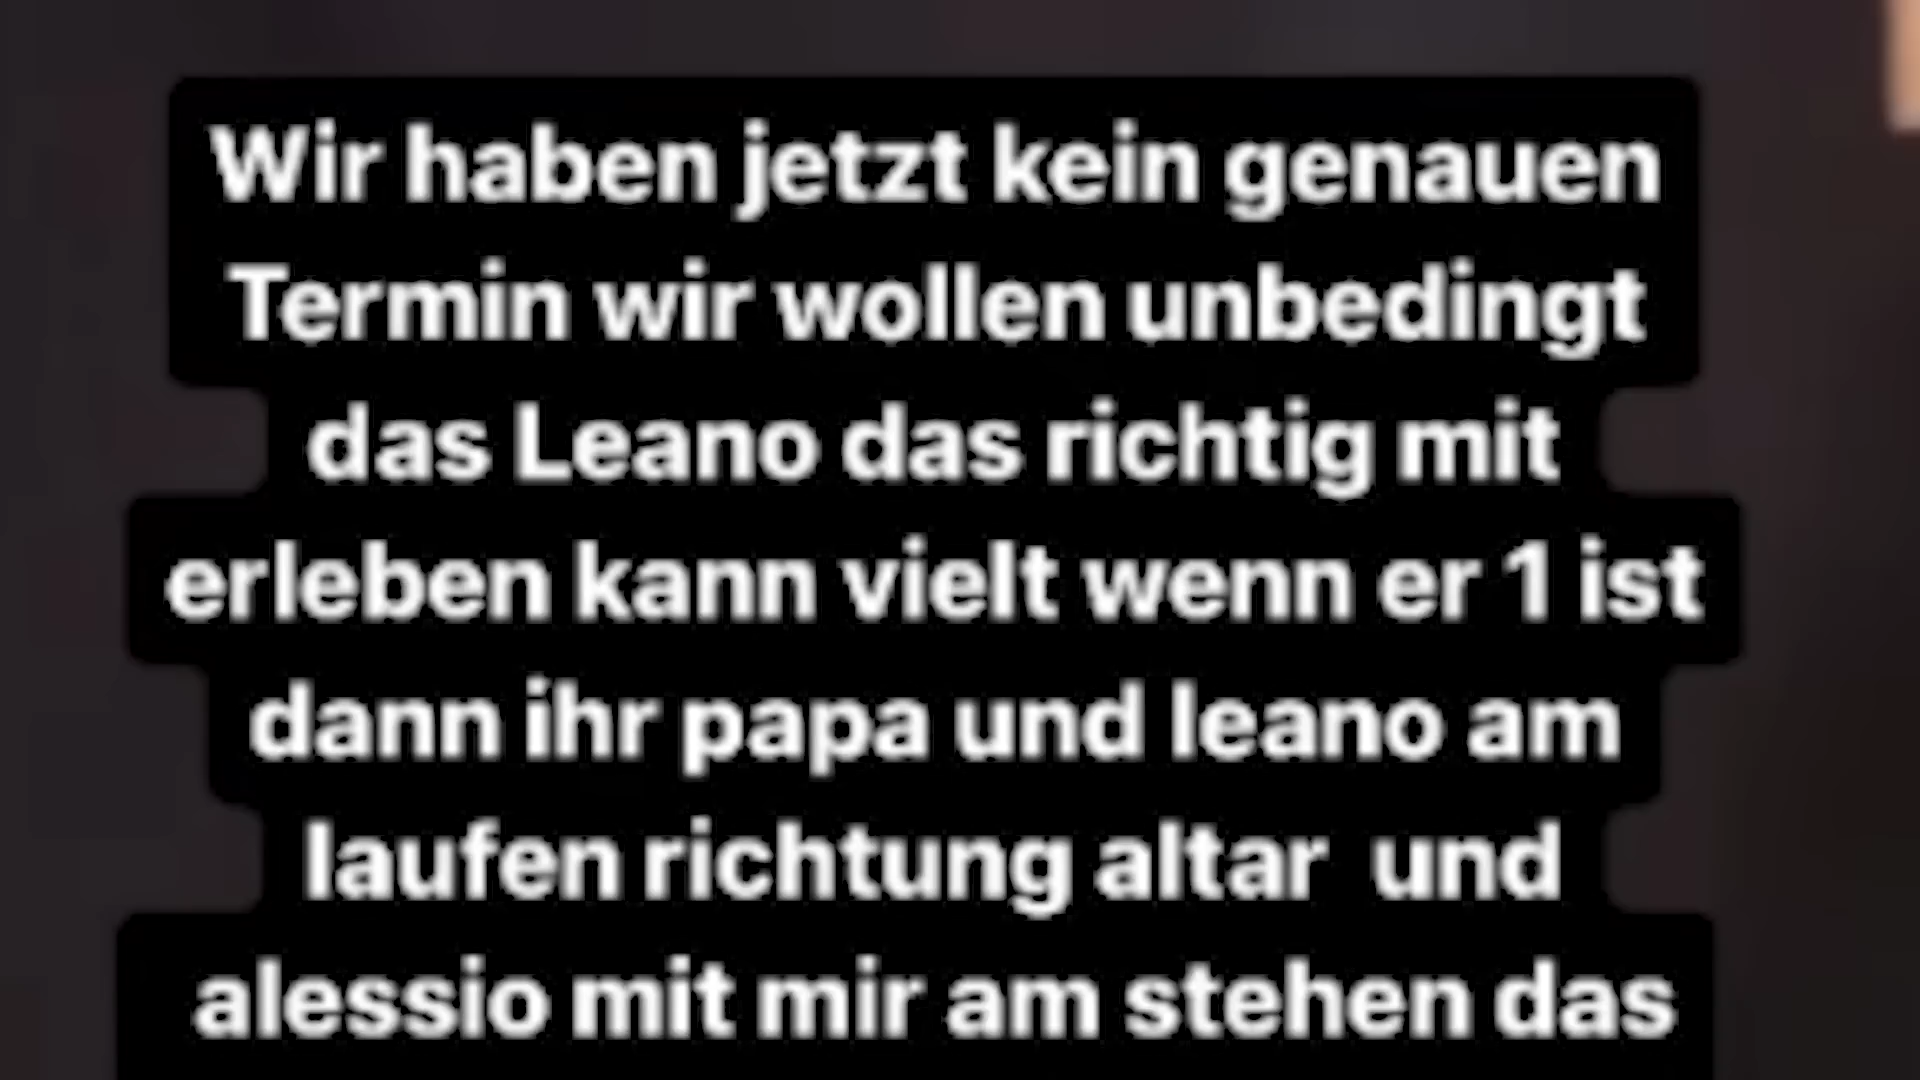 Wir haben jetzt kein genauen
Termin wir wollen unbedingt
das Leano das richtig mit
erleben kann vielt wenn er 1 ist
dann ihr papa und leano am
laufen richtung altar und
alessio mit mir am stehen das